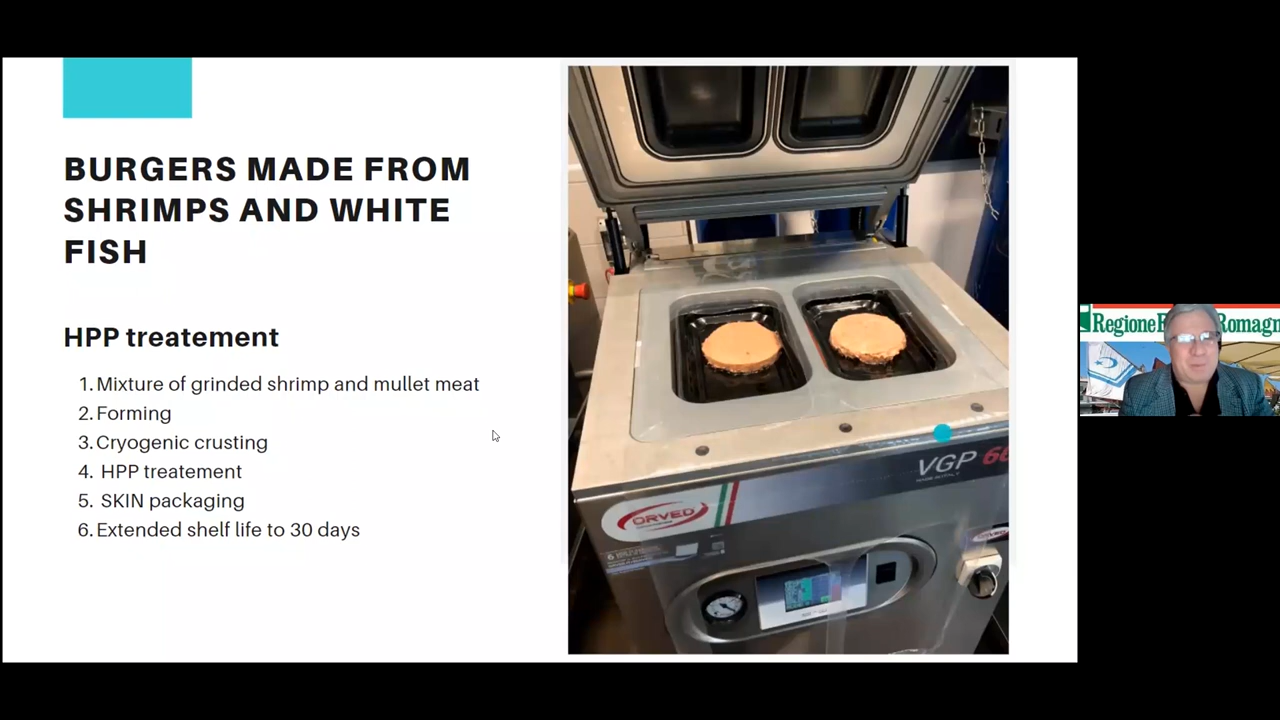 BURGERS MADE FROM
SHRIMPS AND WHITE
FISH
HPP treatement
1. Mixture of grinded shrimp and mullet meat
2. Forming
3. Cryogenic crusting
4. HPP treatement
5. SKIN packaging
6. Extended shelf life to 30 days
VGP 60
ORVED
Regione E Romagn